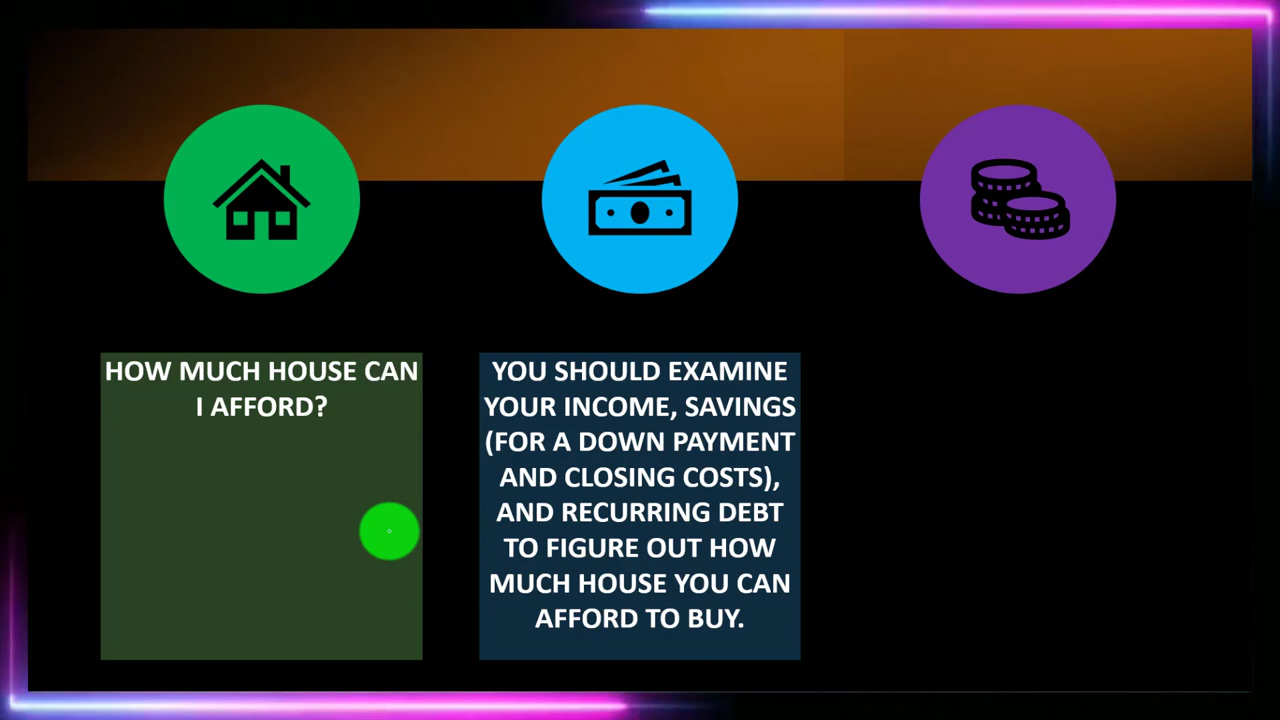 HOW MUCH HOUSE CAN
I AFFORD?
YOU SHOULD EXAMINE
YOUR INCOME, SAVINGS
(FOR A DOWN PAYMENT
AND CLOSING COSTS),
AND RECURRING DEBT
TO FIGURE OUT HOW
MUCH HOUSE YOU CAN
AFFORD TO BUY.